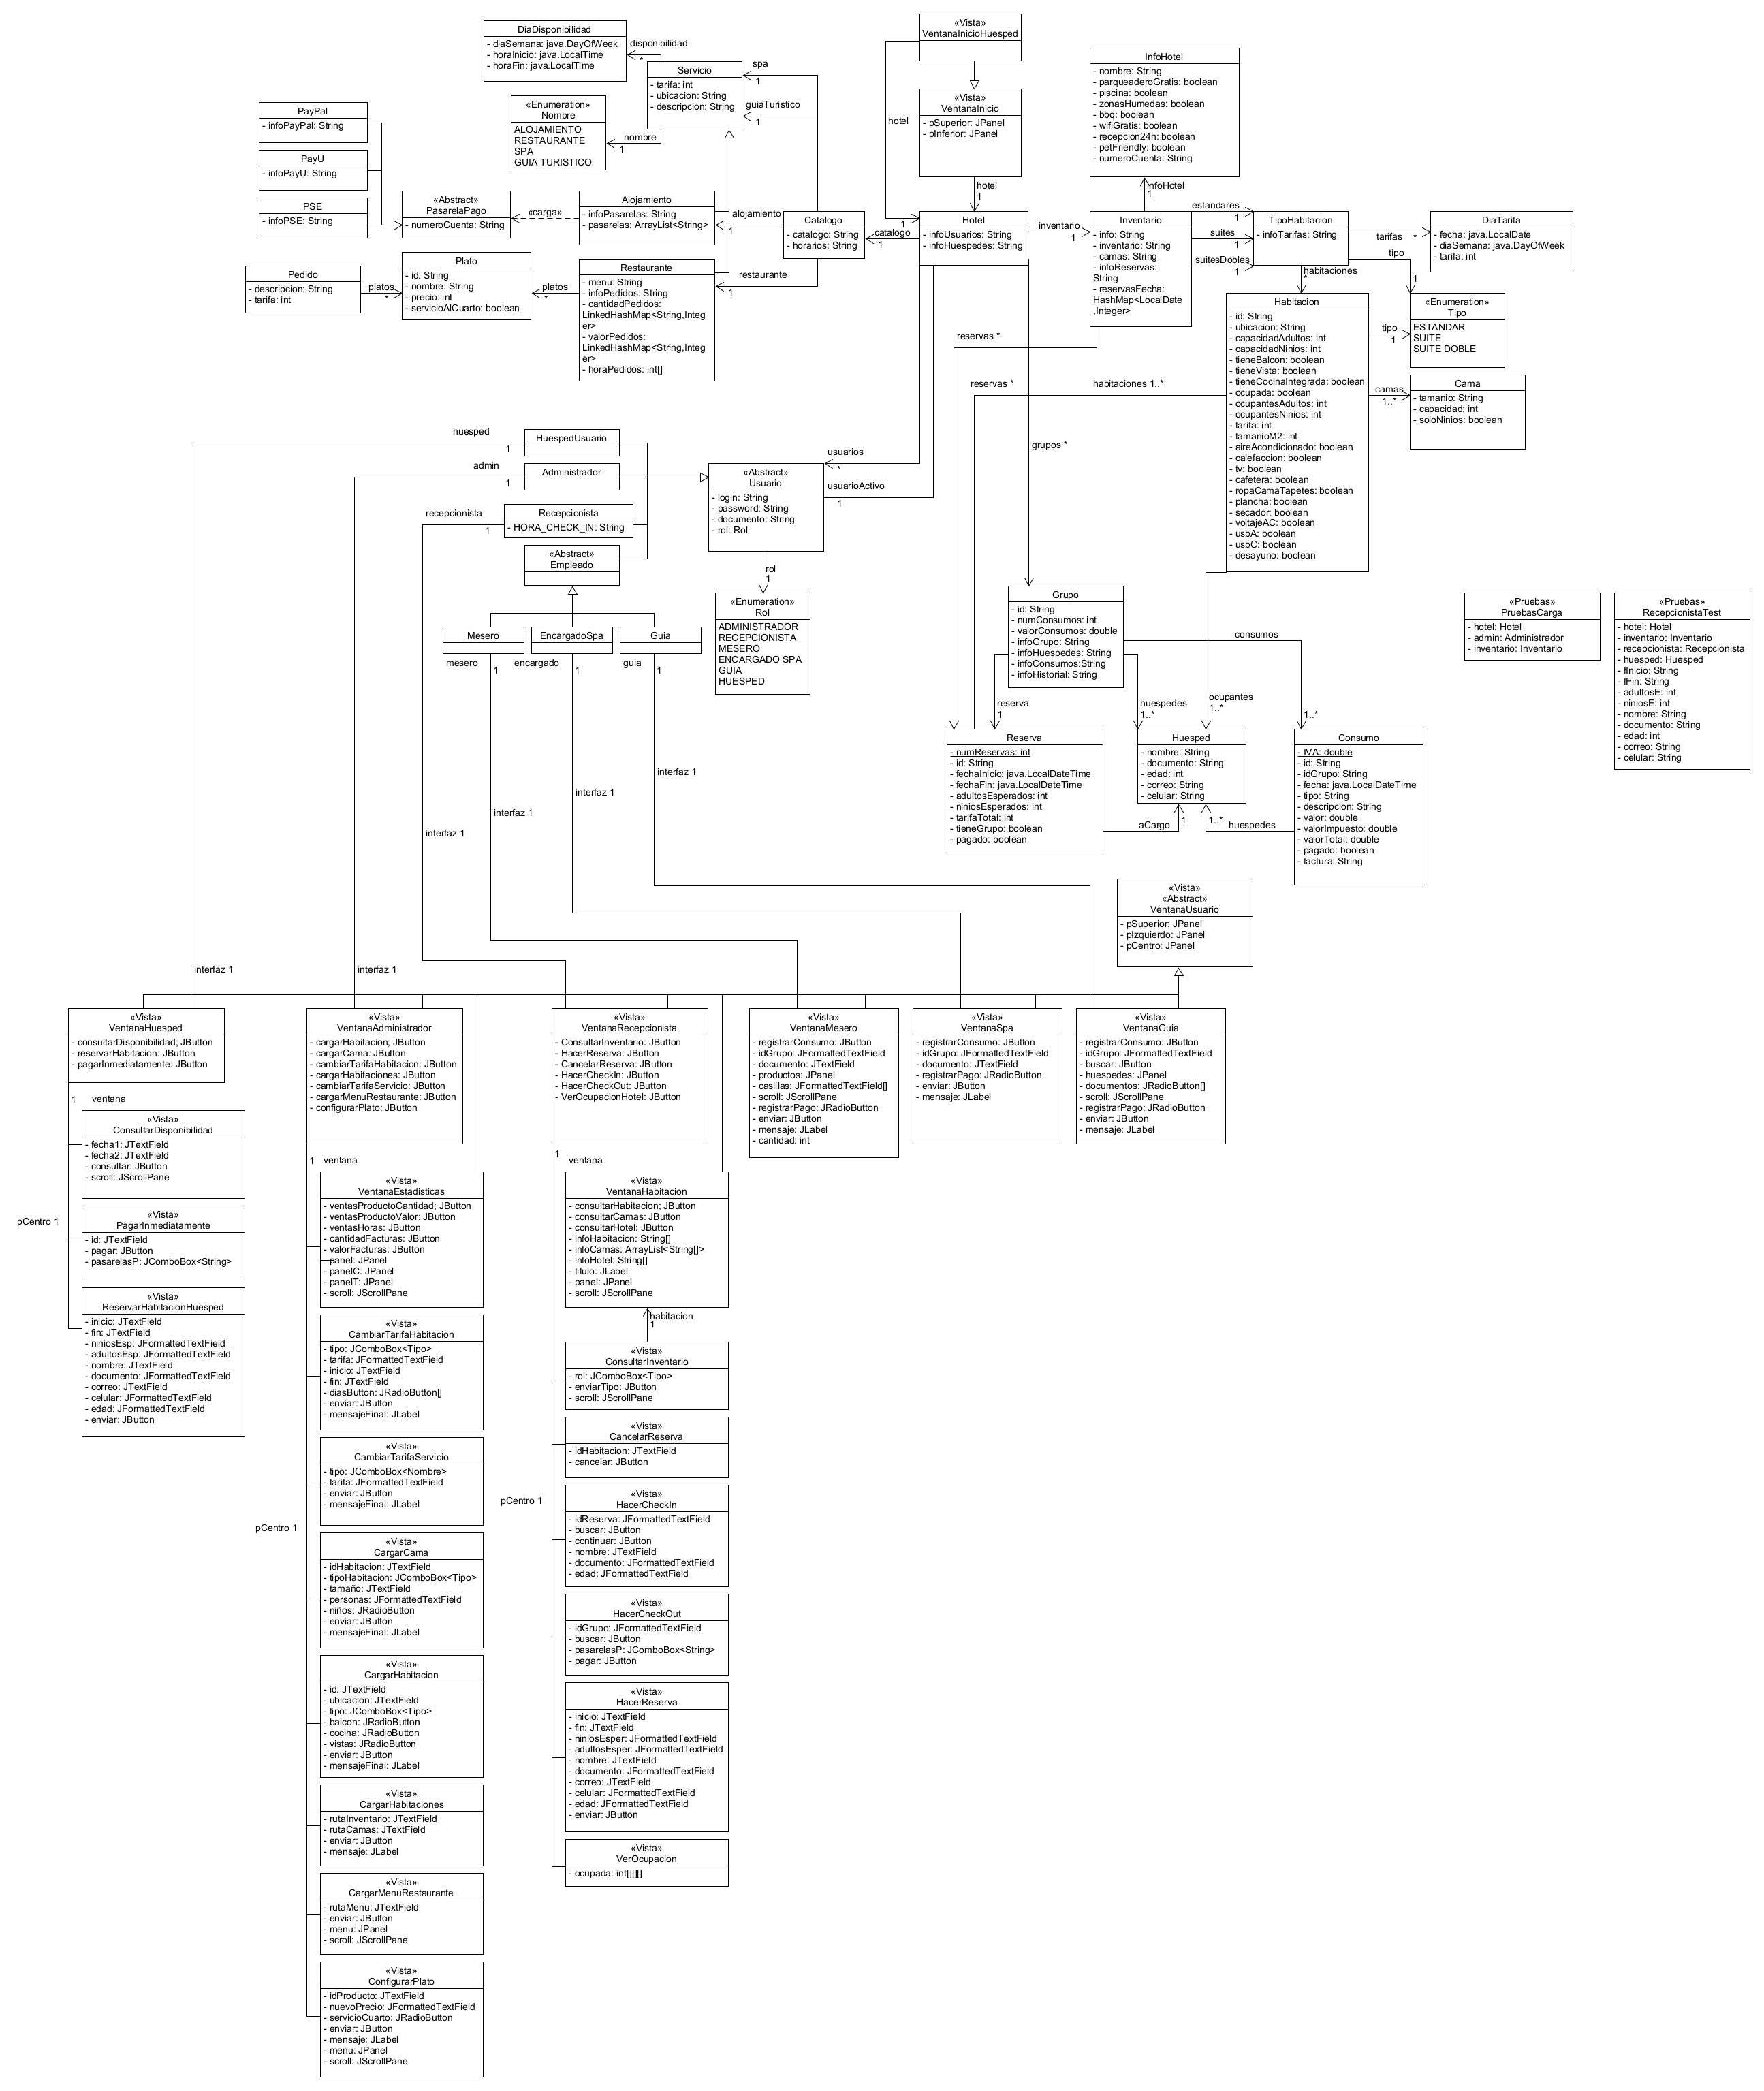 «Vista»
VentanaInicioHuesped
DiaDisponibilidad
- diaSemana: java.DayOfWeek
- horaInicio: java.LocalTime
- horaFin: java.LocalTime
disponibilidad
*
Servicio
- tarifa: int
- ubicacion: String
- descripcion: String
spa
1
guiaTuristico
1
«Enumeration»
Nombre
ALOJAMIENTO
RESTAURANTE
SPA
GUIA TURISTICO
nombre
1
hotel
1
«Vista»
VentanaInicio
- pSuperior: JPanel
- pInferior: JPanel
hotel
1
InfoHotel
- nombre: String
- parqueaderoGratis: boolean
- piscina: boolean
- zonasHumedas: boolean
- bbq: boolean
- wifiGratis: boolean
- recepcion24h: boolean
- petFriendly: boolean
- numeroCuenta: String
infoHotel
1
PayPal
- infoPayPal: String
PayU
- infoPayU: String
PSE
- infoPSE: String
«Abstract»
PasarelaPago
- numeroCuenta: String
«carga»
Alojamiento
- infoPasarelas: String
- pasarelas: ArrayList<String>
alojamiento
1
Catalogo
- catalogo: String
- horarios: String
catalogo
1
Hotel
- infoUsuarios: String
- infoHuespedes: String
inventario
1
Inventario
- info: String
- inventario: String
- camas: String
- infoReservas:
String
- reservasFecha:
HashMap<LocalDate
,Integer>
estandares
1
suites
1
suitesDobles
1
TipoHabitacion
- infoTarifas: String
tarifas
*
DiaTarifa
- fecha: java.LocalDate
- diaSemana: java.DayOfWeek
- tarifa: int
tipo
1
habitaciones
*
Pedido
- descripcion: String
- tarifa: int
platos
*
Plato
- id: String
- nombre: String
- precio: int
- servicioAlCuarto: boolean
platos
*
Restaurante
- menu: String
- infoPedidos: String
- cantidadPedidos:
LinkedHashMap<String,Integ
er>
- valorPedidos:
LinkedHashMap<String,Integ
er>
- horaPedidos: int[]
restaurante
1
Habitacion
- id: String
- ubicacion: String
- capacidadAdultos: int
- capacidadNinios: int
- tieneBalcon: boolean
- tieneVista: boolean
- tieneCocinaIntegrada: boolean
- ocupada: boolean
- ocupantesAdultos: int
- ocupantesNinios: int
- tarifa: int
- tamanioM2: int
- aireAcondicionado: boolean
- calefaccion: boolean
- tv: boolean
- cafetera: boolean
- ropaCamaTapetes: boolean
- plancha: boolean
- secador: boolean
- voltajeAC: boolean
- usbA: boolean
- usbC: boolean
- desayuno: boolean
tipo
1
«Enumeration»
Tipo
ESTANDAR
SUITE
SUITE DOBLE
camas
1..*
Cama
- tamanio: String
- capacidad: int
- soloNinios: boolean
reservas *
reservas *
habitaciones 1..*
grupos *
huesped
1
HuespedUsuario
admin
1
Administrador
recepcionista
1
Recepcionista
- HORA_CHECK_IN: String
«Abstract»
Empleado
«Abstract»
Usuario
- login: String
- password: String
- documento: String
- rol: Rol
usuarios
*
usuarioActivo
1
rol
1
«Enumeration»
Rol
ADMINISTRADOR
RECEPCIONISTA
MESERO
ENCARGADO SPA
GUIA
HUESPED
Mesero
EncargadoSpa
Guia
mesero
1
encargado
1
guia
1
Grupo
- id: String
- numConsumos: int
- valorConsumos: double
- infoGrupo: String
- infoHuespedes: String
- infoConsumos:String
- infoHistorial: String
consumos
1..*
reserva
1
huespedes
1..*
ocupantes
1..*
«Pruebas»
PruebasCarga
- hotel: Hotel
- admin: Administrador
- inventario: Inventario
«Pruebas»
RecepcionistaTest
- hotel: Hotel
- inventario: Inventario
- recepcionista: Recepcionista
- huesped: Huesped
- fInicio: String
- fFin: String
- adultosE: int
- niniosE: int
- nombre: String
- documento: String
- edad: int
- correo: String
- celular: String
Reserva
- numReservas: int
- id: String
- fechaInicio: java.LocalDateTime
- fechaFin: java.LocalDateTime
- adultosEsperados: int
- niniosEsperados: int
- tarifaTotal: int
- tieneGrupo: boolean
- pagado: boolean
Huesped
- nombre: String
- documento: String
- edad: int
- correo: String
- celular: String
aCargo
1
1..*
huespedes
Consumo
- IVA: double
- id: String
- idGrupo: String
- fecha: java.LocalDateTime
- tipo: String
- descripcion: String
- valor: double
- valorImpuesto: double
- valorTotal: double
- pagado: boolean
- factura: String
interfaz 1
interfaz 1
interfaz 1
interfaz 1
interfaz 1
interfaz 1
«Vista»
«Abstract»
VentanaUsuario
- pSuperior: JPanel
- pIzquierdo: JPanel
- pCentro: JPanel
«Vista»
VentanaHuesped
- consultarDisponibilidad; JButton
- reservarHabitacion: JButton
- pagarInmediatamente: JButton
«Vista»
VentanaAdministrador
- cargarHabitacion; JButton
- cargarCama: JButton
- cambiarTarifaHabitacion: JButton
- cargarHabitaciones: JButton
- cambiarTarifaServicio: JButton
- cargarMenuRestaurante: JButton
- configurarPlato: JButton
«Vista»
VentanaRecepcionista
- ConsultarInventario: JButton
- HacerReserva: JButton
- CancelarReserva: JButton
- HacerCheckIn: JButton
- HacerCheckOut: JButton
- VerOcupacionHotel: JButton
«Vista»
VentanaMesero
- registrarConsumo: JButton
- idGrupo: JFormattedTextField
- documento: JTextField
- productos: JPanel
- casillas: JFormattedTextField[]
- scroll: JScrollPane
- registrarPago: JRadioButton
- enviar: JButton
- mensaje: JLabel
- cantidad: int
«Vista»
VentanaSpa
- registrarConsumo: JButton
- idGrupo: JFormattedTextField
- documento: JTextField
- registrarPago: JRadioButton
- enviar: JButton
- mensaje: JLabel
«Vista»
VentanaGuia
- registrarConsumo: JButton
- idGrupo: JFormattedTextField
- buscar: JButton
- huespedes: JPanel
- documentos: JRadioButton[]
- scroll: JScrollPane
- registrarPago: JRadioButton
- enviar: JButton
- mensaje: JLabel
1 ventana
pCentro 1
«Vista»
ConsultarDisponibilidad
- fecha1: JTextField
- fecha2: JTextField
- consultar: JButton
- scroll: JScrollPane
«Vista»
PagarInmediatamente
- id: JTextField
- pagar: JButton
- pasarelasP: JComboBox<String>
«Vista»
ReservarHabitacionHuesped
- inicio: JTextField
- fin: JTextField
- niniosEsp: JFormattedTextField
- adultosEsp: JFormattedTextField
- nombre: JTextField
- documento: JFormattedTextField
- correo: JTextField
- celular: JFormattedTextField
- edad: JFormattedTextField
- enviar: JButton
1 ventana
pCentro 1
«Vista»
VentanaEstadisticas
- ventasProductoCantidad; JButton
- ventasProductoValor: JButton
- ventasHoras: JButton
- cantidadFacturas: JButton
- valorFacturas: JButton
- panel: JPanel
- panelC: JPanel
- panelT: JPanel
- scroll: JScrollPane
«Vista»
CambiarTarifaHabitacion
- tipo: JComboBox<Tipo>
- tarifa: JFormattedTextField
- inicio: JTextField
- fin: JTextField
- diasButton: JRadioButton[]
- enviar: JButton
- mensajeFinal: JLabel
«Vista»
CambiarTarifaServicio
- tipo: JComboBox<Nombre>
- tarifa: JFormattedTextField
- enviar: JButton
- mensajeFinal: JLabel
«Vista»
CargarCama
- idHabitacion: JTextField
- tipoHabitacion: JComboBox<Tipo>
- tamaño: JTextField
- personas: JFormattedTextField
- niños: JRadioButton
- enviar: JButton
- mensajeFinal: JLabel
«Vista»
CargarHabitacion
- id: JTextField
- ubicacion: JTextField
- tipo: JComboBox<Tipo>
- balcon: JRadioButton
- cocina: JRadioButton
- vistas: JRadioButton
- enviar: JButton
- mensajeFinal: JLabel
«Vista»
CargarHabitaciones
- rutaInventario: JTextField
- rutaCamas: JTextField
- enviar: JButton
- mensaje: JLabel
«Vista»
CargarMenuRestaurante
- rutaMenu: JTextField
- enviar: JButton
- menu: JPanel
- scroll: JScrollPane
«Vista»
ConfigurarPlato
- idProducto: JTextField
- nuevoPrecio: JFormattedTextField
- servicioCuarto: JRadioButton
- enviar: JButton
- mensaje: JLabel
- menu: JPanel
- scroll: JScrollPane
1 ventana
pCentro 1
«Vista»
VentanaHabitacion
- consultarHabitacion; JButton
- consultarCamas: JButton
- consultarHotel: JButton
- infoHabitacion: String[]
- infoCamas: ArrayList<String[]>
- infoHotel: String[]
- titulo: JLabel
- panel: JPanel
- scroll: JScrollPane
habitacion
1
«Vista»
ConsultarInventario
- rol: JComboBox<Tipo>
- enviarTipo: JButton
- scroll: JScrollPane
«Vista»
CancelarReserva
- idHabitacion: JTextField
- cancelar: JButton
«Vista»
HacerCheckIn
- idReserva: JFormattedTextField
- buscar: JButton
- continuar: JButton
- nombre: JTextField
- documento: JFormattedTextField
- edad: JFormattedTextField
«Vista»
HacerCheckOut
- idGrupo: JFormattedTextField
- buscar: JButton
- pasarelasP: JComboBox<String>
- pagar: JButton
«Vista»
HacerReserva
- inicio: JTextField
- fin: JTextField
- niniosEsper: JFormattedTextField
- adultosEsper: JFormattedTextField
- nombre: JTextField
- documento: JFormattedTextField
- correo: JTextField
- celular: JFormattedTextField
- edad: JFormattedTextField
- enviar: JButton
«Vista»
VerOcupacion
- ocupada: int[][][]